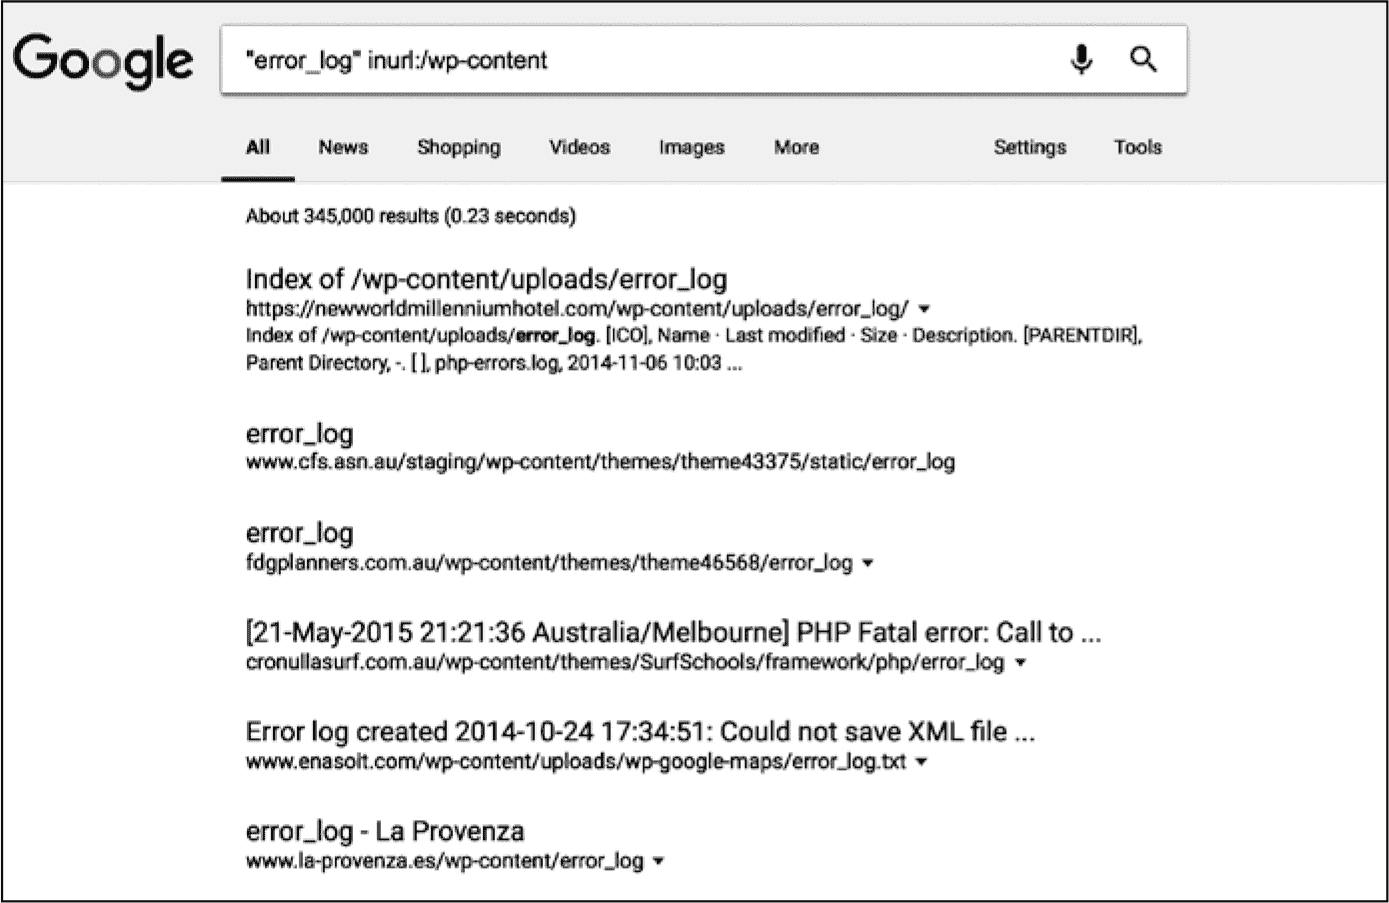 Google
"error_log" inurl:/wp-content
All News Shopping Videos Images More Settings Tools
About 345,000 results (0.23 seconds)
Index of /wp-content/uploads/error_log
https://newworldmillenniumhotel.com/wp-content/uploads/error_log/
Index of /wp-content/uploads/error_log. [ICO], Name · Last modified · Size · Description. [PARENTDIR],
Parent Directory, -. [ ], php-errors.log, 2014-11-06 10:03 ...
error_log
www.cfs.asn.au/staging/wp-content/themes/theme43375/static/error_log
error_log
fdgplanners.com.au/wp-content/themes/theme46568/error_log
[21-May-2015 21:21:36 Australia/Melbourne] PHP Fatal error: Call to ...
cronullasurf.com.au/wp-content/themes/SurfSchools/framework/php/error_log
Error log created 2014-10-24 17:34:51: Could not save XML file ...
www.enasoit.com/wp-content/uploads/wp-google-maps/error_log.txt
error_log - La Provenza
www.la-provenza.es/wp-content/error_log